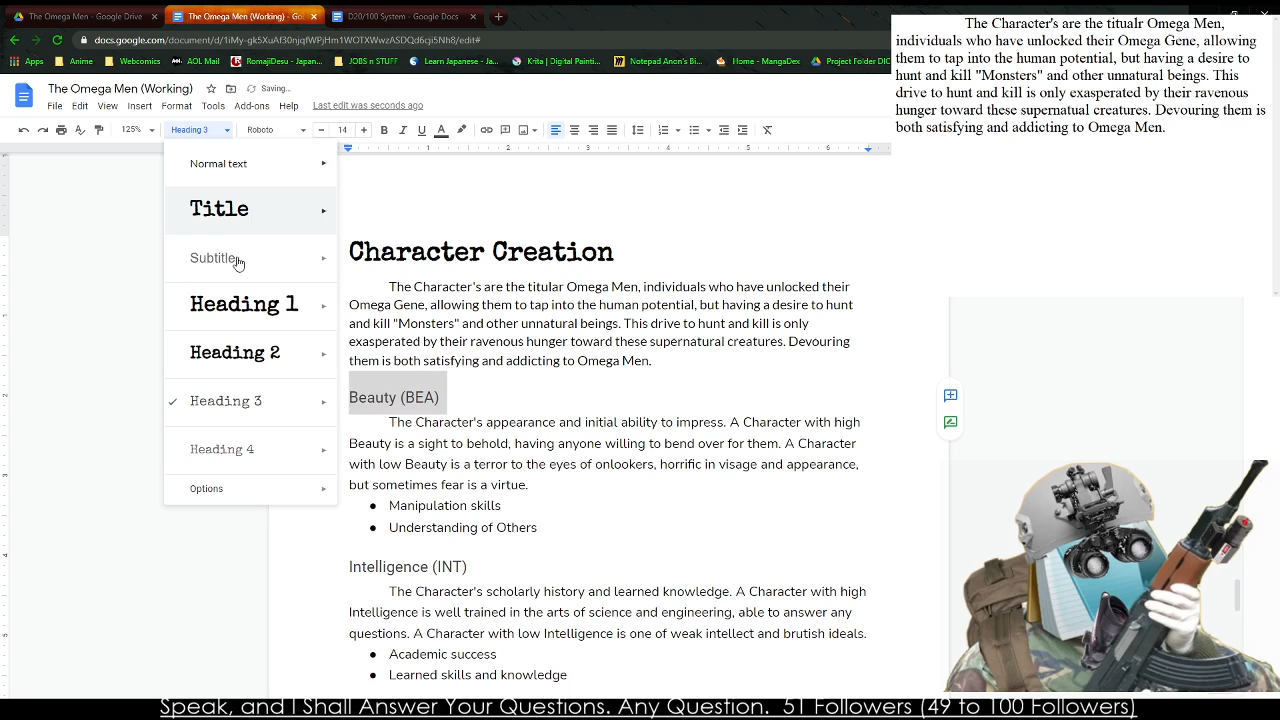 The Omega Men - Google Drive
The Omega Men (Working) - Go
D20/100 System - Google Docs
docs.google.com/document/d/1iMy-gk5XuAf30njqfWPjHm1WOTXWwzASDQd6cji5Nh8/edit#
Apps
Anime
Webcomics
AOL Mail
RomajiDesu - Japan...
JOBS n STUFF
Learn Japanese - Ja...
Krita | Digital Painti...
Notepad Anon's Bi...
Home - MangaDex
Project Folder DIC
The Omega Men (Working)
Saving...
File Edit View Insert Format Tools Add-ons Help Last edit was seconds ago
125% Heading 3 Roboto 14
B I U A
1 2 3 4 5 6
Normal text
Title
Subtitle
Heading 1
Heading 2
Heading 3
Heading 4
Options
Character Creation
The Character's are the titular Omega Men, individuals who have unlocked their
Omega Gene, allowing them to tap into the human potential, but having a desire to hunt
and kill "Monsters" and other unnatural beings. This drive to hunt and kill is only
exasperated by their ravenous hunger toward these supernatural creatures. Devouring
them is both satisfying and addicting to Omega Men.
Beauty (BEA)
The Character's appearance and initial ability to impress. A Character with high
Beauty is a sight to behold, having anyone willing to bend over for them. A Character
with low Beauty is a terror to the eyes of onlookers, horrific in visage and appearance,
but sometimes fear is a virtue.
● Manipulation skills
● Understanding of Others
Intelligence (INT)
The Character's scholarly history and learned knowledge. A Character with high
Intelligence is well trained in the arts of science and engineering, able to answer any
questions. A Character with low Intelligence is one of weak intellect and brutish ideals.
● Academic success
● Learned skills and knowledge
The Character's are the titualr Omega Men,
individuals who have unlocked their Omega Gene, allowing
them to tap into the human potential, but having a desire to
hunt and kill "Monsters" and other unnatural beings. This
drive to hunt and kill is only exasperated by their ravenous
hunger toward these supernatual creatures. Devouring them is
both satisfying and addicting to Omega Men.
Speak, and I Shall Answer Your Questions. Any Question. 51 Followers (49 to 100 Followers)